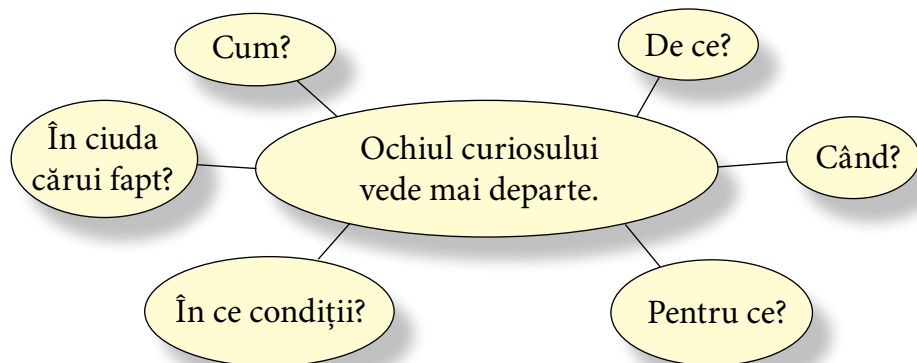 Cum?
De ce?
În ciuda
cărui fapt?
Ochiul curiosului
vede mai departe.
Când?
În ce condiții?
Pentru ce?